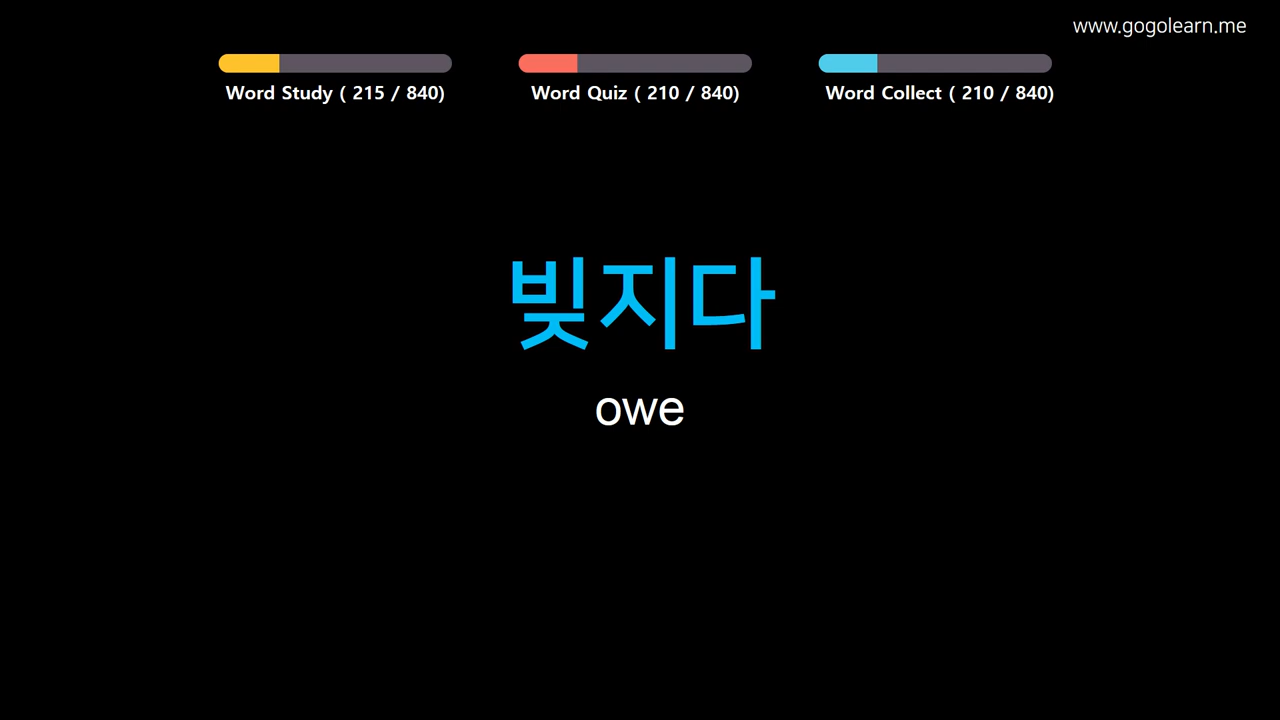 www.gogolearn.me
Word Study ( 215 / 840)
Word Quiz ( 210 / 840)
Word Collect ( 210 / 840)
빚지다
owe